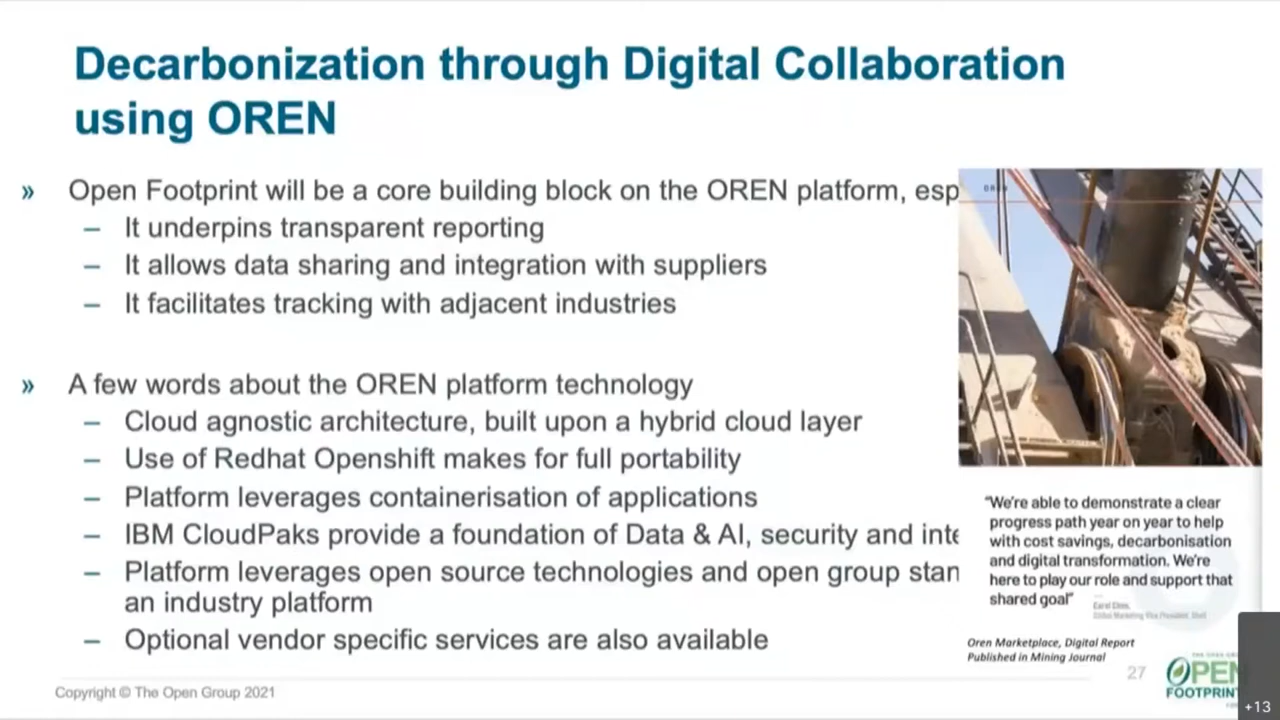 Decarbonization through Digital Collaboration
using OREN
» Open Footprint will be a core building block on the OREN platform, esp
– It underpins transparent reporting
– It allows data sharing and integration with suppliers
– It facilitates tracking with adjacent industries
» A few words about the OREN platform technology
– Cloud agnostic architecture, built upon a hybrid cloud layer
– Use of Redhat Openshift makes for full portability
– Platform leverages containerisation of applications
– IBM CloudPaks provide a foundation of Data & AI, security and inte
– Platform leverages open source technologies and open group stan
an industry platform
– Optional vendor specific services are also available
OREN
“We’re able to demonstrate a clear
progress path year on year to help
with cost savings, decarbonisation
and digital transformation. We’re
here to play our role and support that
shared goal”
Global Marketing Vice President, Shell
Oren Marketplace, Digital Report
Published in Mining Journal
27
OPEN
FOOTPRIN
Copyright © The Open Group 2021
+13